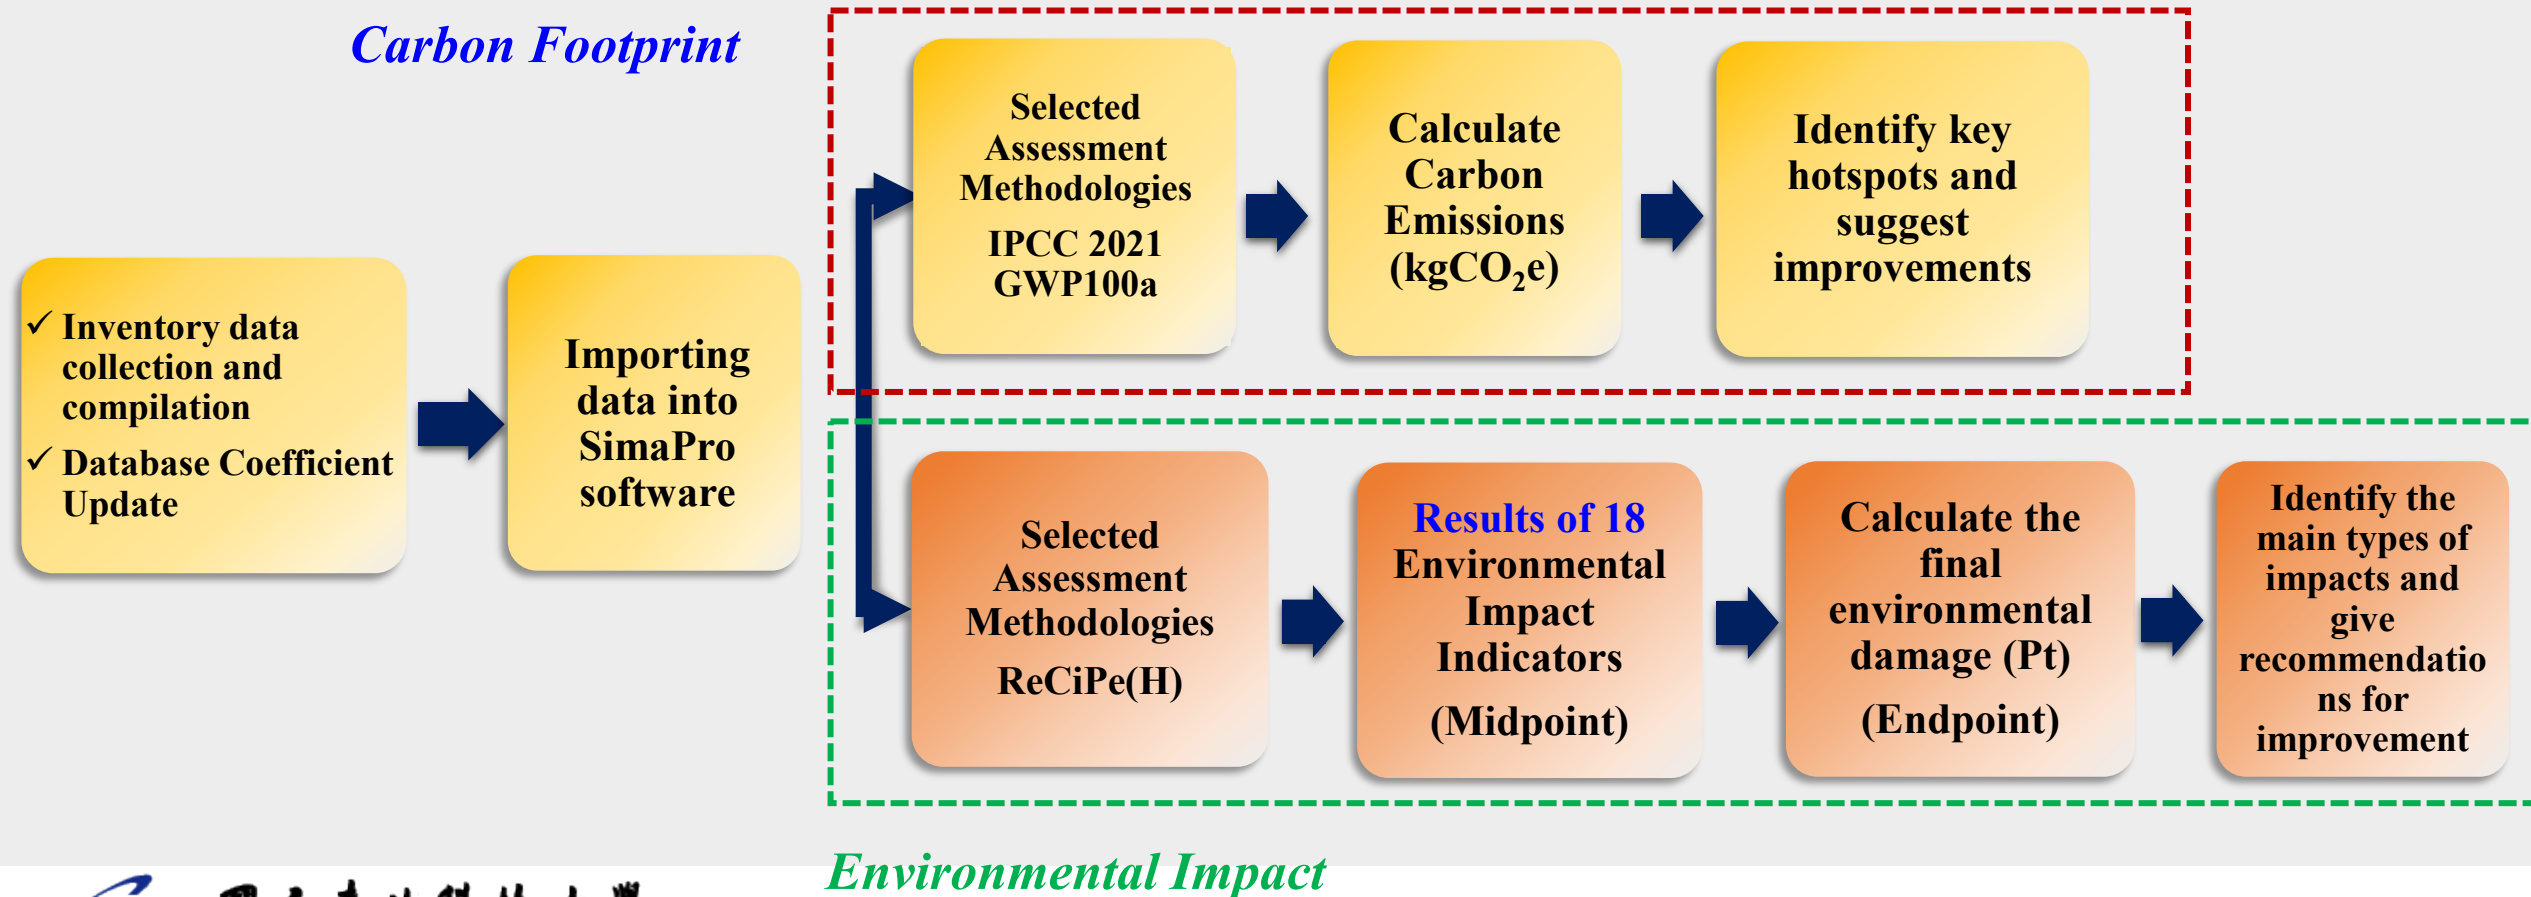 Carbon Footprint
✓ Inventory data
collection and
compilation
✓ Database Coefficient
Update
Importing
data into
SimaPro
software
Selected
Assessment
Methodologies
IPCC 2021
GWP100a
Calculate
Carbon
Emissions
(kgCO₂e)
Identify key
hotspots and
suggest
improvements
Selected
Assessment
Methodologies
ReCiPe(H)
Results of 18
Environmental
Impact
Indicators
(Midpoint)
Calculate the
final
environmental
damage (Pt)
(Endpoint)
Identify the
main types of
impacts and
give
recommendatio
ns for
improvement
Environmental Impact